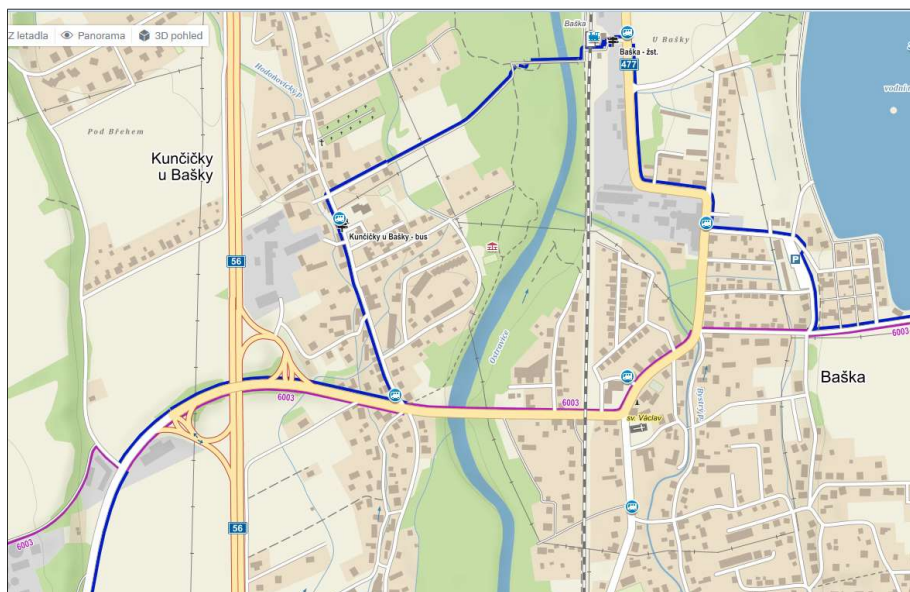 Z letadla
Panorama
3D pohled
Baška
U Bašky
Baška - žst.
477
vodní n
Hodoňovický p.
Pod Břehem
Kunčičky
u Bašky
Kunčičky u Bašky - bus
56
P
Ostravice
6003
Baška
6003
6003
sv. Václav
Bystrý p.
56
6003